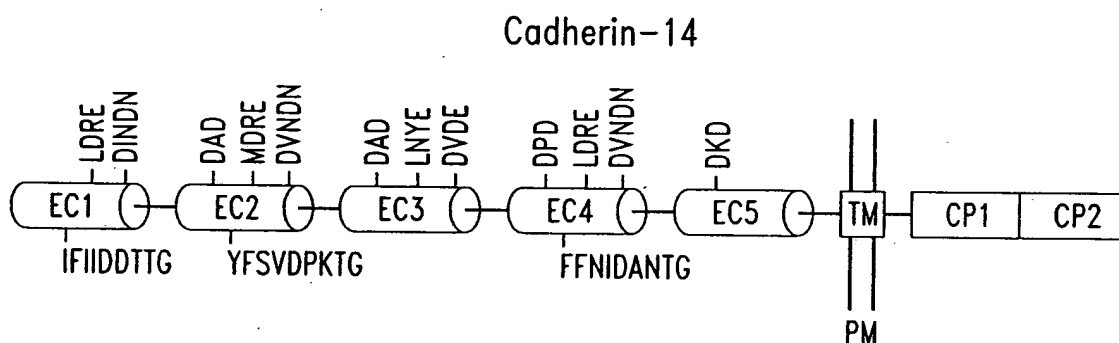 Cadherin-14
LDRE
DINDN
DAD
MDRE
DVNDN
DAD
LNYE
DVDE
DPD
LDRE
DVNDN
DKD
EC1
EC2
EC3
EC4
EC5
TM
CP1
CP2
IFIIDDTTG
YFSVDPKTG
FFNIDANTG
PM